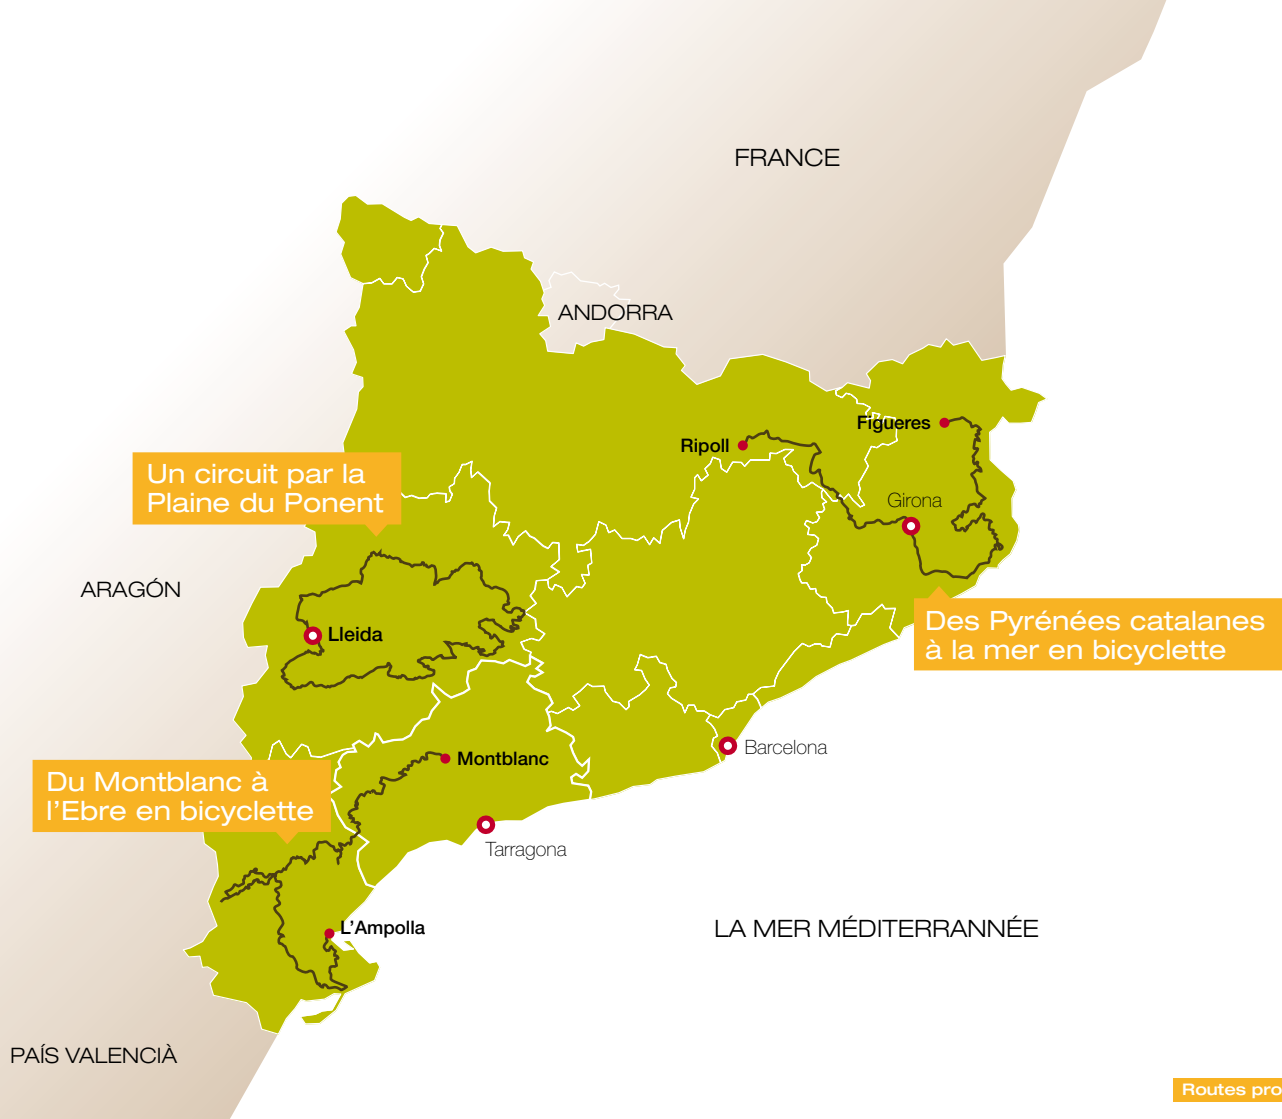 FRANCE
ANDORRA
Figueres
Ripoll
Un circuit par la
Plaine du Ponent
Girona
ARAGÓN
Des Pyrénées catalanes
à la mer en bicyclette
Lleida
Barcelona
Montblanc
Du Montblanc à
l'Ebre en bicyclette
Tarragona
L'Ampolla
LA MER MÉDITERRANNÉE
PAÍS VALENCIÀ
Routes pro